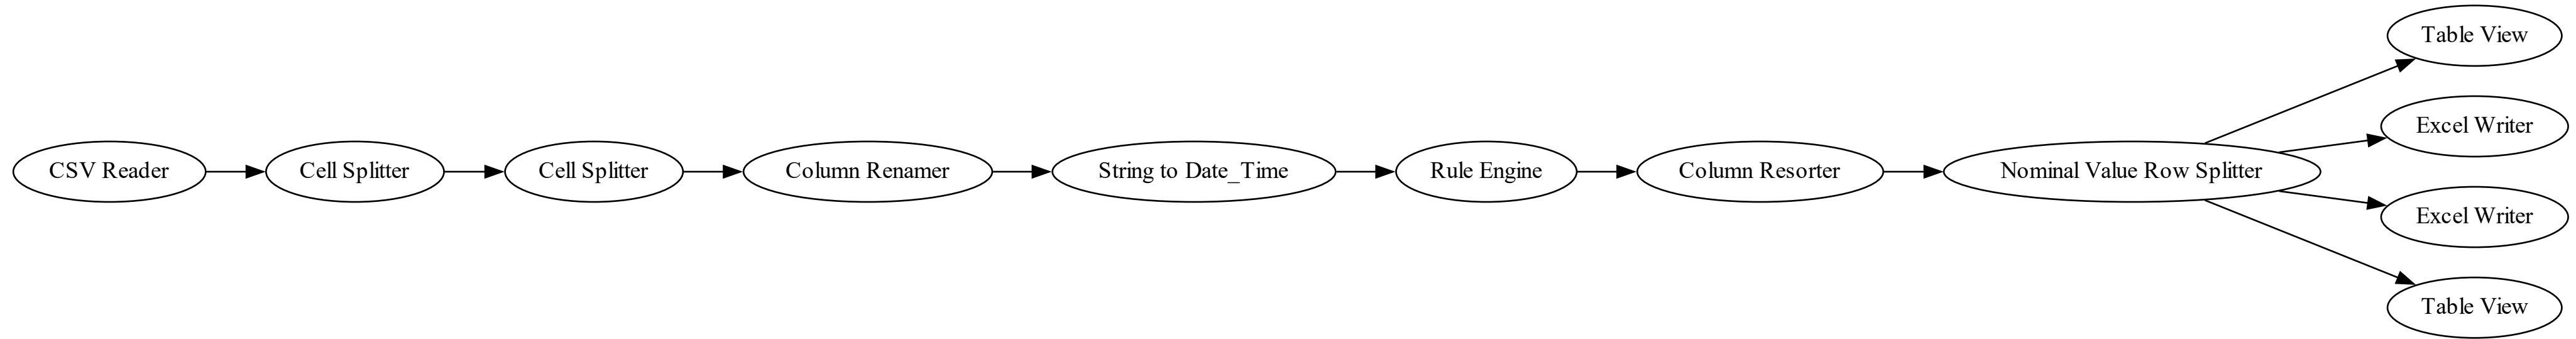 CSV Reader
Cell Splitter
Cell Splitter
Column Renamer
String to Date_Time
Rule Engine
Column Resorter
Nominal Value Row Splitter
Table View
Excel Writer
Excel Writer
Table View